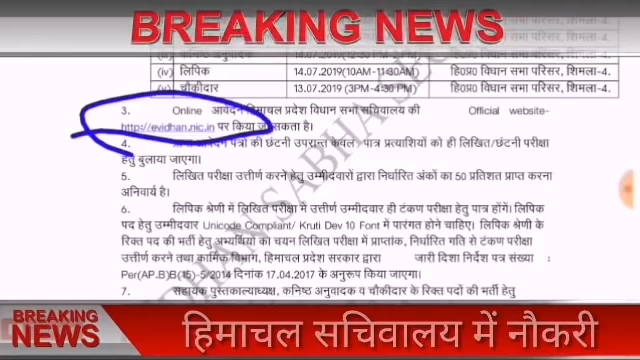 BREAKING NEWS
(iv) लिपिक 14.07.2019(10AM-11:30AM) हि0प्र0 विधान सभा परिसर, शिमला-4.
(v) चौकीदार 13.07.2019 (3PM-4:30 PM) हि0प्र0 विधान सभा परिसर, शिमला-4.
3. Online आवेदन हिमाचल प्रदेश विधान सभा सचिवालय की Official website-
http://evidhan.nic.in पर किया जा सकता है।
4. प्राप्त आवेदन पत्रों की छंटनी उपरान्त केवल पात्र प्रत्याशियों को ही लिखित/छंटनी परीक्षा
हेतु बुलाया जाएगा।
5. लिखित परीक्षा उत्तीर्ण करने हेतु उम्मीदवारों द्वारा निर्धारित अंकों का 50 प्रतिशत प्राप्त करना
अनिवार्य है।
6. लिपिक श्रेणी में लिखित परीक्षा में उत्तीर्ण उम्मीदवार ही टंकण परीक्षा हेतु पात्र होंगे। लिपिक
पद हेतु उम्मीदवार Unicode Compliant/ Kruti Dev 10 Font में पारंगत होने चाहिए। लिपिक श्रेणी के
रिक्त पद की भर्ती हेतु अभ्यर्थियों को चयन लिखित परीक्षा में प्राप्तांक, निर्धारित गति से टंकण परीक्षा
उत्तीर्ण करने तथा कार्मिक विभाग, हिमाचल प्रदेश सरकार द्वारा जारी दिशा निर्देश पत्र संख्या :
Per(AP.B)B(15)-5/2014 दिनांक 17.04.2017 के अनुरूप किया जाएगा।
7. सहायक पुस्तकाल्याध्यक्ष, कनिष्ठ अनुवादक व चौकीदार के रिक्त पदों की भर्ती हेतु
BREAKING
NEWS
हिमाचल सचिवालय में नौकरी